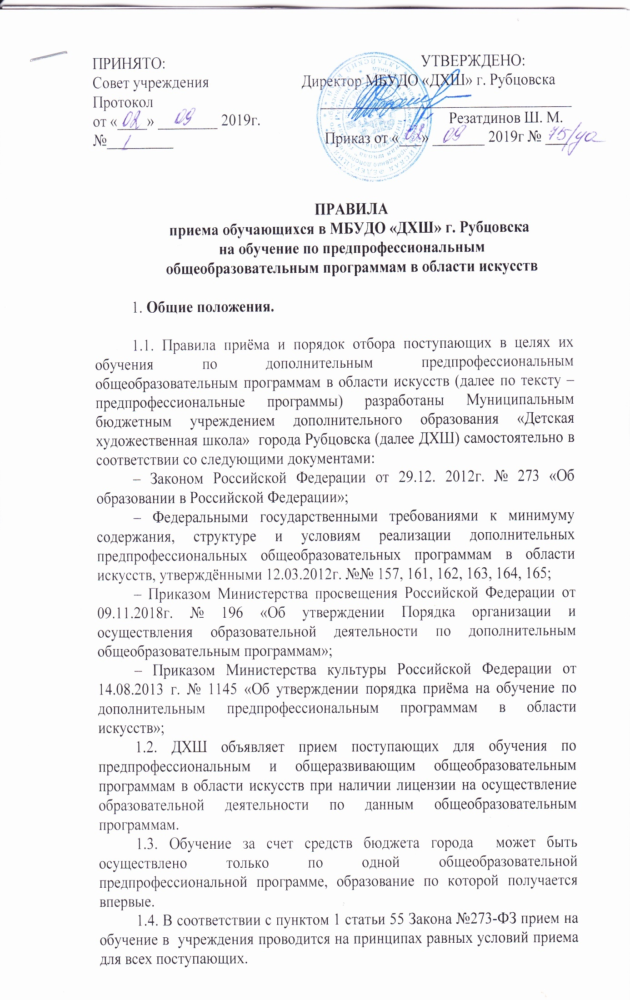 ПРИНЯТО:
Совет учреждения
Протокол
от «02» 09 2019г.
№ 1
УТВЕРЖДЕНО:
Директор МБУДО «ДХШ» г. Рубцовска
Резатдинов Ш. М.
Приказ от «02» 09 2019г № 75/уа
ПРАВИЛА
приема обучающихся в МБУДО «ДХШ» г. Рубцовска
на обучение по предпрофессиональным
общеобразовательным программам в области искусств
1. Общие положения.
1.1. Правила приёма и порядок отбора поступающих в целях их
обучения по дополнительным предпрофессиональным
общеобразовательным программам в области искусств (далее по тексту –
предпрофессиональные программы) разработаны Муниципальным
бюджетным учреждением дополнительного образования «Детская
художественная школа» города Рубцовска (далее ДХШ) самостоятельно в
соответствии со следующими документами:
– Законом Российской Федерации от 29.12. 2012г. № 273 «Об
образовании в Российской Федерации»;
– Федеральными государственными требованиями к минимуму
содержания, структуре и условиям реализации дополнительных
предпрофессиональных общеобразовательных программам в области
искусств, утверждёнными 12.03.2012г. №№ 157, 161, 162, 163, 164, 165;
– Приказом Министерства просвещения Российской Федерации от
09.11.2018г. № 196 «Об утверждении Порядка организации и
осуществления образовательной деятельности по дополнительным
общеобразовательным программам»;
– Приказом Министерства культуры Российской Федерации от
14.08.2013 г. № 1145 «Об утверждении порядка приёма на обучение по
дополнительным предпрофессиональным программам в области
искусств»;
1.2. ДХШ объявляет прием поступающих для обучения по
предпрофессиональным и общеразвивающим общеобразовательным
программам в области искусств при наличии лицензии на осуществление
образовательной деятельности по данным общеобразовательным
программам.
1.3. Обучение за счет средств бюджета города может быть
осуществлено только по одной общеобразовательной
предпрофессиональной программе, образование по которой получается
впервые.
1.4. В соответствии с пунктом 1 статьи 55 Закона №273-ФЗ прием на
обучение в учреждения проводится на принципах равных условий приема
для всех поступающих.